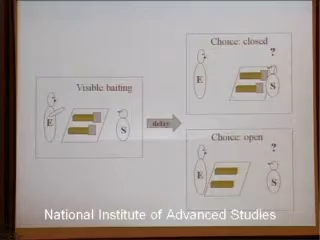 Choice: closed
?
E
S
Visible baiting
E
S
delay
Choice: open
?
E
S
National Institute of Advanced Studies